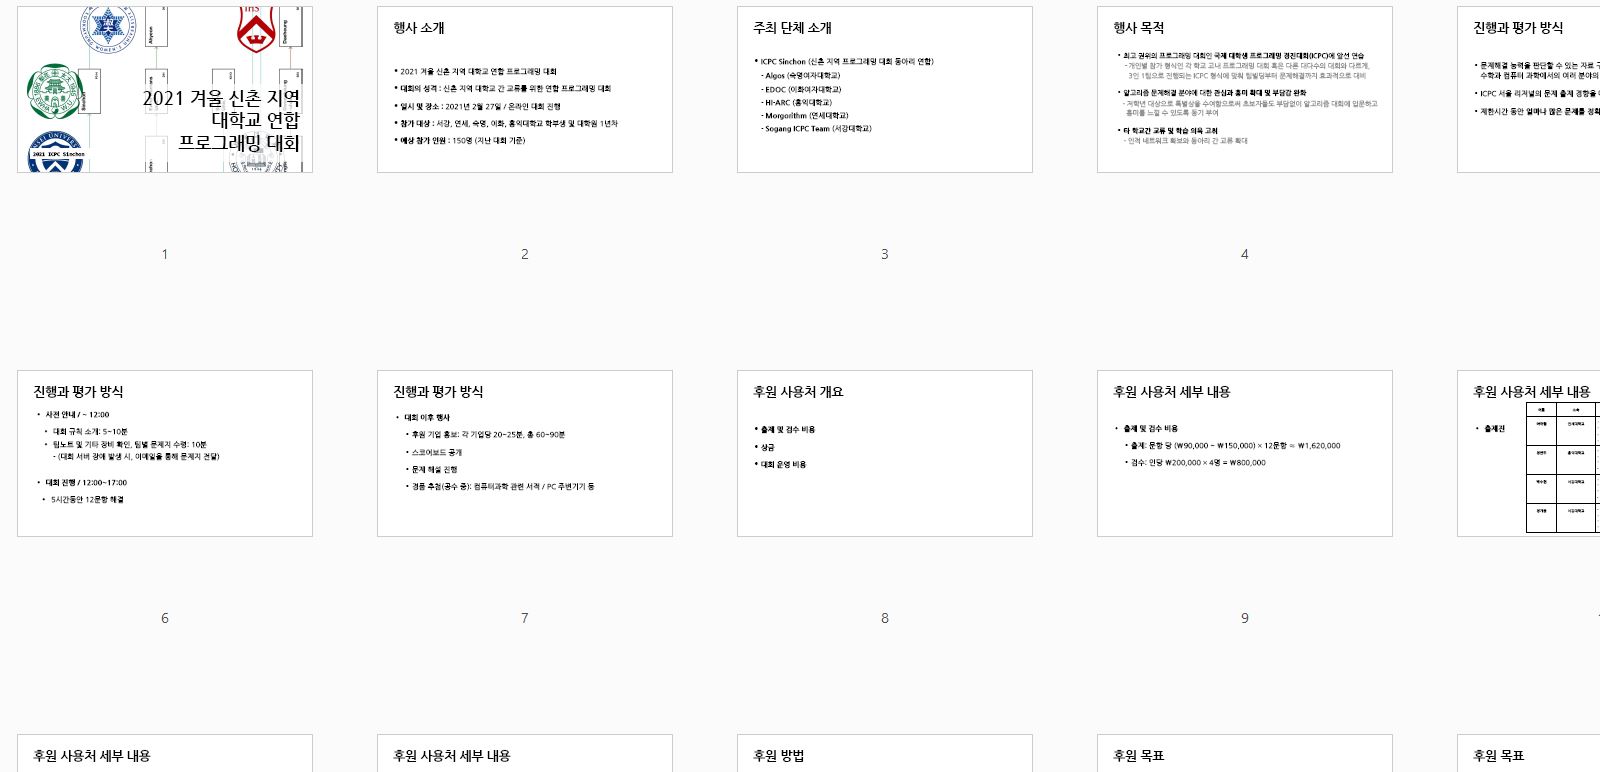 2021 ICPC Sinchon
2021 겨울 신촌 지역
대학교 연합
프로그래밍 대회
1
행사 소개
• 2021 겨울 신촌 지역 대학교 연합 프로그래밍 대회
• 대회의 성격 : 신촌 지역 대학교 간 교류를 위한 연합 프로그래밍 대회
• 일시 및 장소 : 2021년 2월 27일 / 온라인 대회 진행
• 참가 대상 : 서강, 연세, 숙명, 이화, 홍익대학교 학부생 및 대학원 1년차
• 예상 참가 인원 : 150명 (지난 대회 기준)
2
주최 단체 소개
• ICPC Sinchon (신촌 지역 프로그래밍 대회 동아리 연합)
- Algos (숙명여자대학교)
- EDOC (이화여자대학교)
- HI-ARC (홍익대학교)
- Morgorithm (연세대학교)
- Sogang ICPC Team (서강대학교)
3
행사 목적
• 최고 권위의 프로그래밍 대회인 국제 대학생 프로그래밍 경진대회(ICPC)에 앞선 연습
- 개인별 참가 형식인 각 학교 교내 프로그래밍 대회 혹은 다른 대다수의 대회와 다르게,
3인 1팀으로 진행되는 ICPC 형식에 맞춰 팀빌딩부터 문제해결까지 효과적으로 대비
• 알고리즘 문제해결 분야에 대한 관심과 흥미 확대 및 부담감 완화
- 저학년 대상으로 특별상을 수여함으로써 초보자들도 부담없이 알고리즘 대회에 입문하고
흥미를 느낄 수 있도록 동기 부여
• 타 학교간 교류 및 학습 의욕 고취
- 인적 네트워크 확보와 동아리 간 교류 확대
4
진행과 평가 방식
• 문제해결 능력을 판단할 수 있는 자료 구
수학과 컴퓨터 과학에서의 여러 분야의
• ICPC 서울 리저널의 문제 출제 경향을
• 제한시간 동안 얼마나 많은 문제를 정확
진행과 평가 방식
• 사전 안내 / ~ 12:00
• 대회 규칙 소개: 5~10분
• 팀노트 및 기타 장비 확인, 팀별 문제지 수령: 10분
- (대회 서버 장애 발생 시, 이메일을 통해 문제지 전달)
• 대회 진행 / 12:00~17:00
• 5시간동안 12문항 해결
6
진행과 평가 방식
• 대회 이후 행사
• 후원 기업 홍보: 각 기업당 20~25분, 총 60~90분
• 스코어보드 공개
• 문제 해설 진행
• 경품 추첨(공수 중): 컴퓨터과학 관련 서적 / PC 주변기기 등
7
후원 사용처 개요
• 출제 및 검수 비용
• 상금
• 대회 운영 비용
8
후원 사용처 세부 내용
• 출제 및 검수 비용
• 출제: 문항 당 (₩90,000 ~ ₩150,000) × 12문항 ≈ ₩1,620,000
• 검수: 인당 ₩200,000 × 4명 = ₩800,000
9
후원 사용처 세부 내용
• 출제진
이름 소속
연세대학교
홍익대학교
서강대학교
서강대학교
후원 사용처 세부 내용
후원 사용처 세부 내용
후원 방법
후원 목표
후원 목표